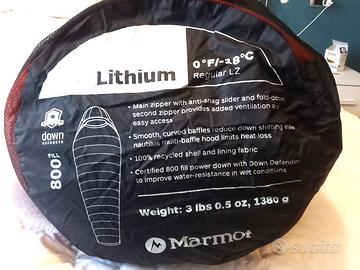 Lithium
0°F/-18°C
Regular LZ
down
DEFENDER
800 FILL
• Main zipper with anti-snag slider and fold-down
second zipper provides added ventilation and
easy access
• Smooth, curved baffles reduce down shifting while
nautilus multi-baffle hood limits heat loss
• 100% recycled shell and lining fabric
• Certified 800 fill power down with Down Defender
to improve water-resistance in wet conditions
Weight: 3 lbs 0.5 oz, 1380 g
Marmot
subito